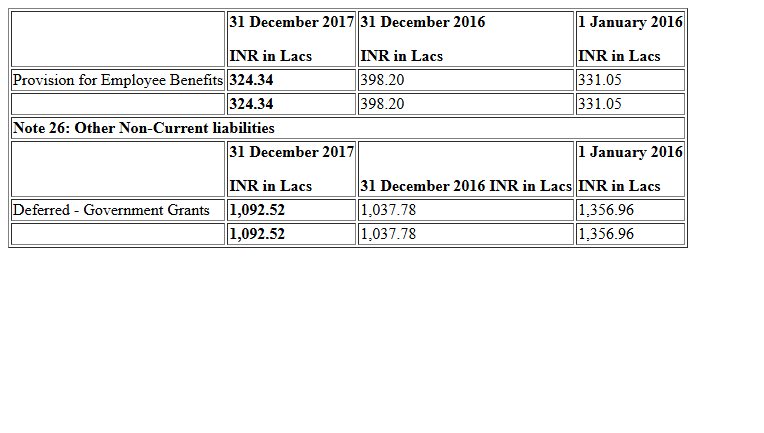 31 December 2017 31 December 2016 1 January 2016
INR in Lacs INR in Lacs INR in Lacs
Provision for Employee Benefits 324.34 398.20 331.05
324.34 398.20 331.05
Note 26: Other Non-Current liabilities
31 December 2017 1 January 2016
INR in Lacs 31 December 2016 INR in Lacs INR in Lacs
Deferred - Government Grants 1,092.52 1,037.78 1,356.96
1,092.52 1,037.78 1,356.96